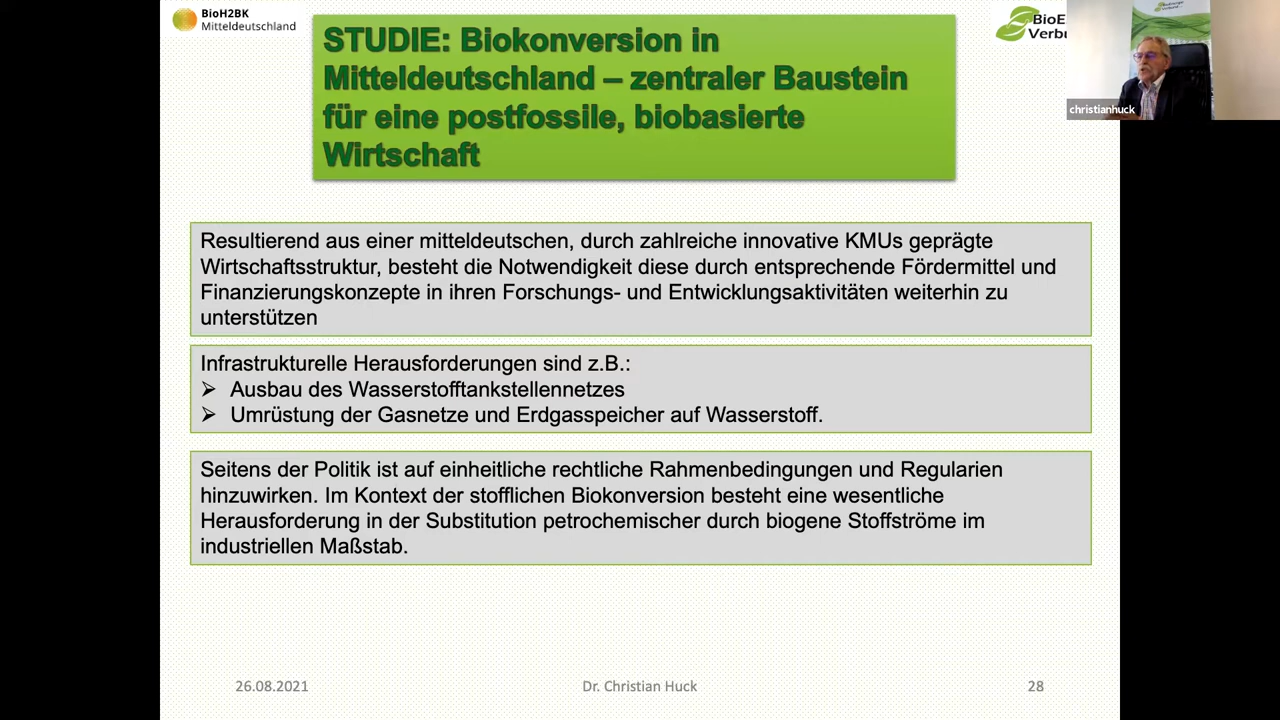 BioH2BK
Mitteldeutschland
STUDIE: Biokonversion in
Mitteldeutschland – zentraler Baustein
für eine postfossile, biobasierte
Wirtschaft
christianhuck
Resultierend aus einer mitteldeutschen, durch zahlreiche innovative KMUs geprägte
Wirtschaftsstruktur, besteht die Notwendigkeit diese durch entsprechende Fördermittel und
Finanzierungskonzepte in ihren Forschungs- und Entwicklungsaktivitäten weiterhin zu
unterstützen
Infrastrukturelle Herausforderungen sind z.B.:
➢ Ausbau des Wasserstofftankstellennetzes
➢ Umrüstung der Gasnetze und Erdgasspeicher auf Wasserstoff.
Seitens der Politik ist auf einheitliche rechtliche Rahmenbedingungen und Regularien
hinzuwirken. Im Kontext der stofflichen Biokonversion besteht eine wesentliche
Herausforderung in der Substitution petrochemischer durch biogene Stoffströme im
industriellen Maßstab.
26.08.2021
Dr. Christian Huck
28